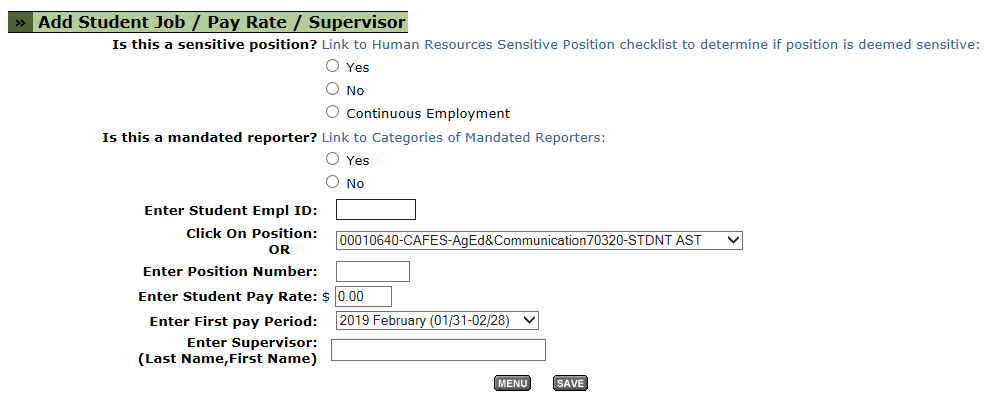 » Add Student Job / Pay Rate / Supervisor
Is this a sensitive position? Link to Human Resources Sensitive Position checklist to determine if position is deemed sensitive:
Yes
No
Continuous Employment
Is this a mandated reporter? Link to Categories of Mandated Reporters:
Yes
No
Enter Student Empl ID:
Click On Position: 00010640-CAFES-AgEd&Communication70320-STDNT AST
OR
Enter Position Number:
Enter Student Pay Rate: $ 0.00
Enter First pay Period: 2019 February (01/31-02/28)
Enter Supervisor:
(Last Name,First Name)
MENU SAVE